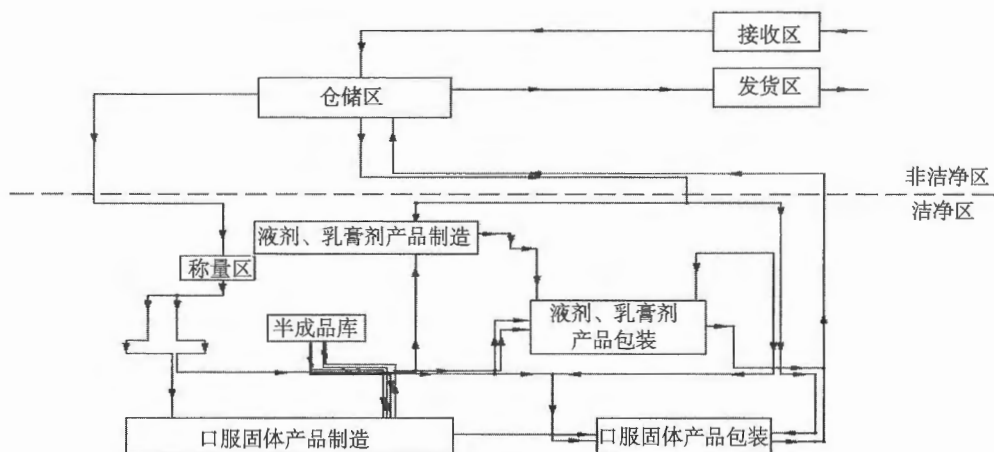 接收区
仓储区
发货区
非洁净区
洁净区
液剂、乳膏剂产品制造
称量区
半成品库
液剂、乳膏剂
产品包装
口服固体产品制造
口服固体产品包装